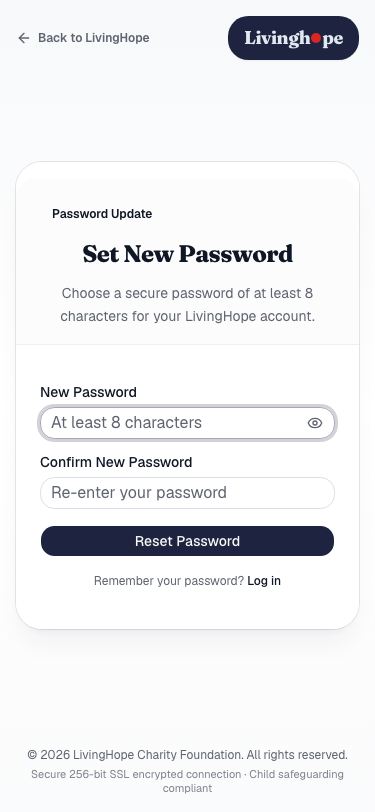 Back to LivingHope
Livinghope
Password Update
Set New Password
Choose a secure password of at least 8
characters for your LivingHope account.
New Password
At least 8 characters
Confirm New Password
Re-enter your password
Reset Password
Remember your password? Log in
© 2026 LivingHope Charity Foundation. All rights reserved.
Secure 256-bit SSL encrypted connection · Child safeguarding
compliant